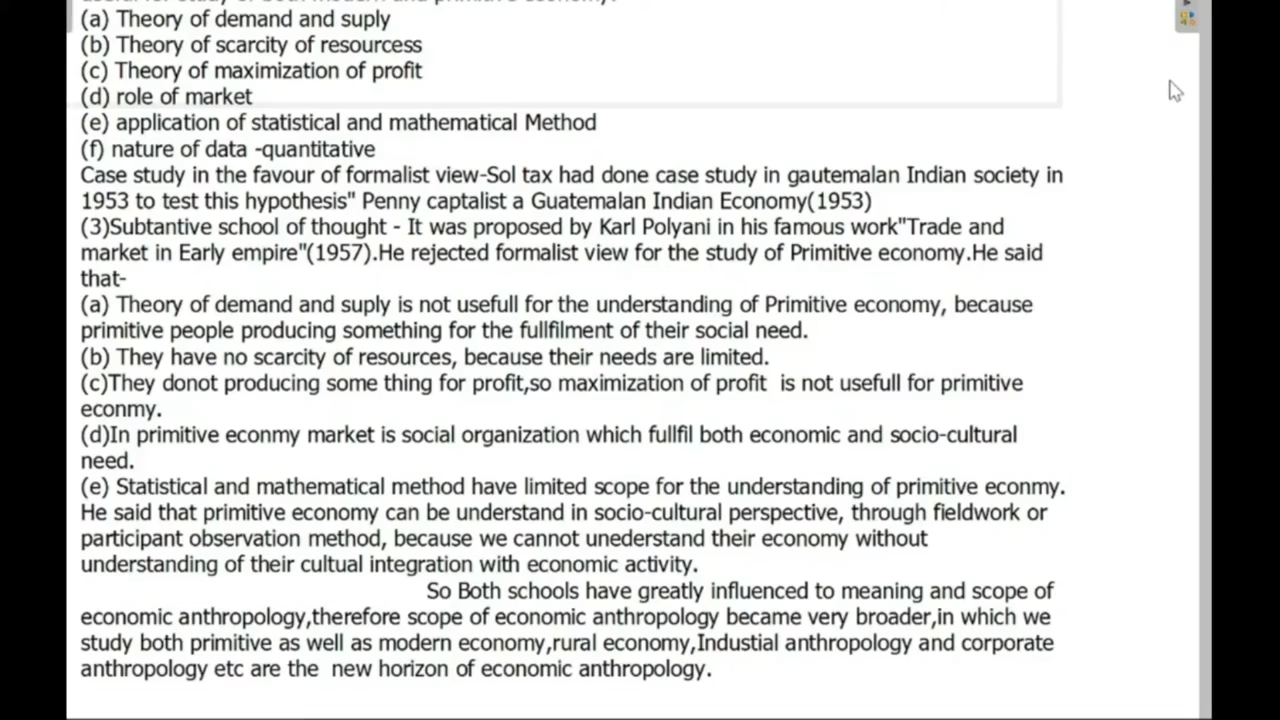 (a) Theory of demand and suply
(b) Theory of scarcity of resourcess
(c) Theory of maximization of profit
(d) role of market
(e) application of statistical and mathematical Method
(f) nature of data -quantitative
Case study in the favour of formalist view-Sol tax had done case study in gautemalan Indian society in
1953 to test this hypothesis" Penny captalist a Guatemalan Indian Economy(1953)
(3)Subtantive school of thought - It was proposed by Karl Polyani in his famous work"Trade and
market in Early empire"(1957).He rejected formalist view for the study of Primitive economy.He said
that-
(a) Theory of demand and suply is not usefull for the understanding of Primitive economy, because
primitive people producing something for the fullfilment of their social need.
(b) They have no scarcity of resources, because their needs are limited.
(c)They donot producing some thing for profit,so maximization of profit  is not usefull for primitive
econmy.
(d)In primitive econmy market is social organization which fullfil both economic and socio-cultural
need.
(e) Statistical and mathematical method have limited scope for the understanding of primitive econmy.
He said that primitive economy can be understand in socio-cultural perspective, through fieldwork or
participant observation method, because we cannot unederstand their economy without
understanding of their cultual integration with economic activity.
So Both schools have greatly influenced to meaning and scope of
economic anthropology,therefore scope of economic anthropology became very broader,in which we
study both primitive as well as modern economy,rural economy,Industial anthropology and corporate
anthropology etc are the  new horizon of economic anthropology.